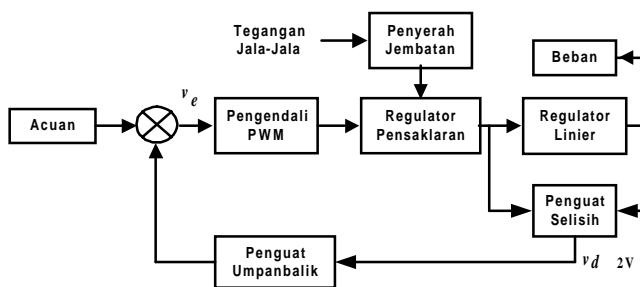 Tegangan
Jala-Jala
Penyerah
Jembatan
Beban
v e
Acuan
Pengendali
PWM
Regulator
Pensaklaran
Regulator
Linier
Penguat
Selisih
Penguat
Umpanbalik
v d 2V